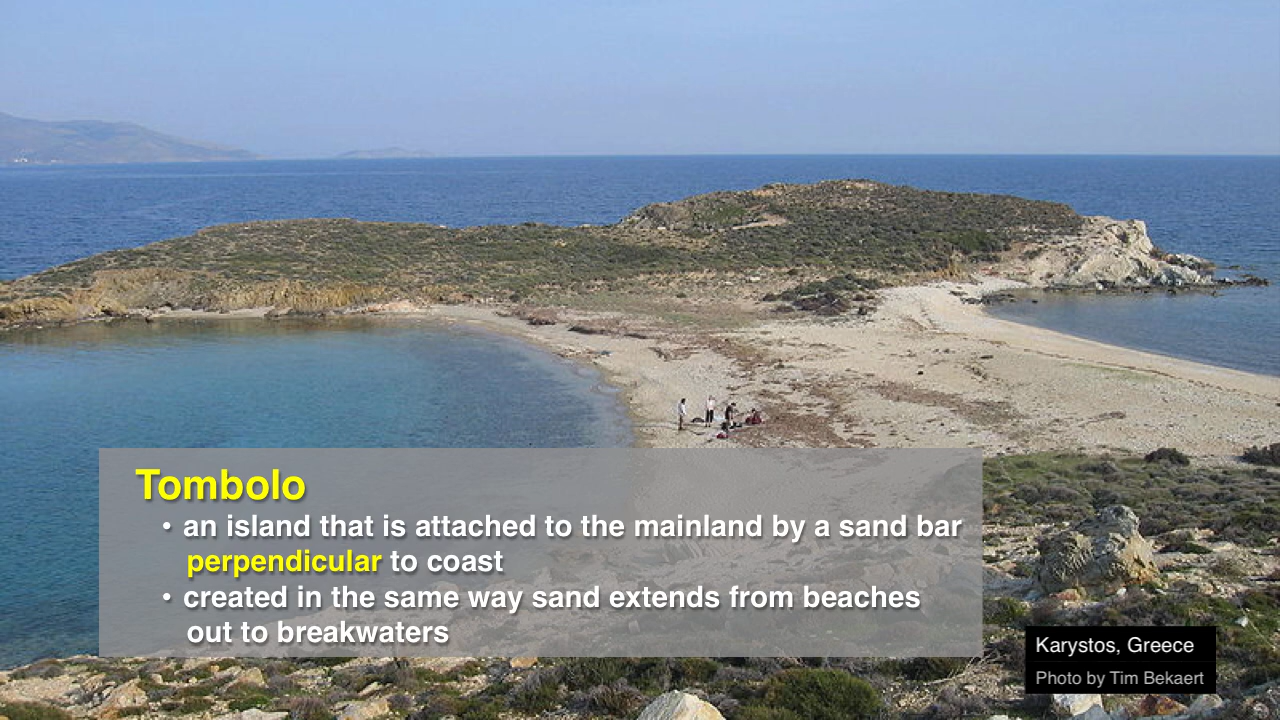 Tombolo
• an island that is attached to the mainland by a sand bar
perpendicular to coast
• created in the same way sand extends from beaches
out to breakwaters
Karystos, Greece
Photo by Tim Bekaert